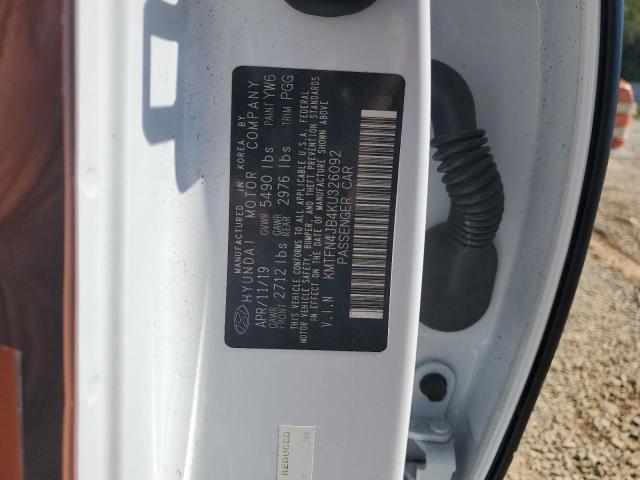 MANUFACTURED IN KOREA BY
HYUNDAI MOTOR COMPANY
APR/11/19 GVWR 5490 lbs PAINT YW6
GAWR FRONT 2712 lbs GAWR REAR 2976 lbs TRIM PGG
THIS VEHICLE CONFORMS TO ALL APPLICABLE U.S.A. FEDERAL
MOTOR VEHICLE SAFETY, BUMPER, AND THEFT PREVENTION STANDARDS
IN EFFECT ON THE DATE OF MANUFACTURE SHOWN ABOVE.
V.I.N KMTFN4JB4KU326092
PASSENGER CAR
REDUCED